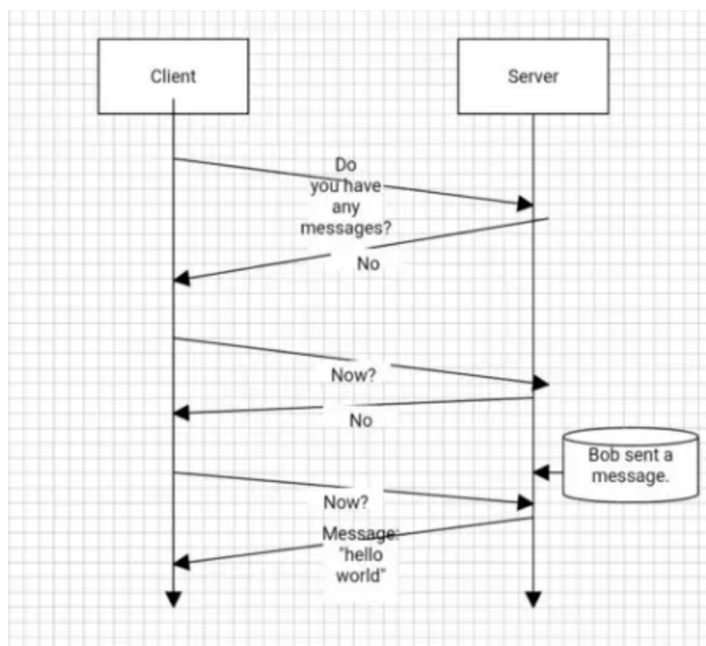 Client
Server
Do
you have
any
messages?
No
Now?
No
Bob sent a
message.
Now?
Message:
"hello
world"